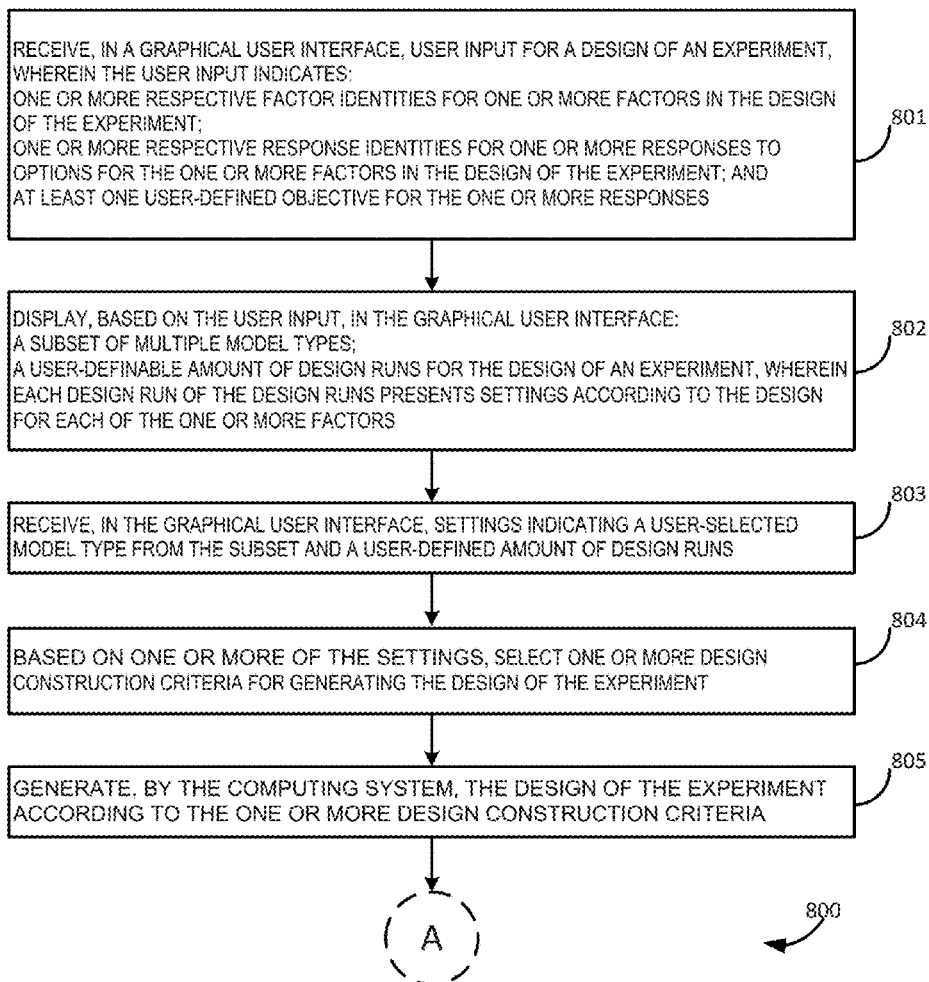 RECEIVE, IN A GRAPHICAL USER INTERFACE, USER INPUT FOR A DESIGN OF AN EXPERIMENT,
WHEREIN THE USER INPUT INDICATES:
ONE OR MORE RESPECTIVE FACTOR IDENTITIES FOR ONE OR MORE FACTORS IN THE DESIGN
OF THE EXPERIMENT;
ONE OR MORE RESPECTIVE RESPONSE IDENTITIES FOR ONE OR MORE RESPONSES TO
OPTIONS FOR THE ONE OR MORE FACTORS IN THE DESIGN OF THE EXPERIMENT; AND
AT LEAST ONE USER-DEFINED OBJECTIVE FOR THE ONE OR MORE RESPONSES
801
DISPLAY, BASED ON THE USER INPUT, IN THE GRAPHICAL USER INTERFACE:
A SUBSET OF MULTIPLE MODEL TYPES;
A USER-DEFINABLE AMOUNT OF DESIGN RUNS FOR THE DESIGN OF AN EXPERIMENT, WHEREIN
EACH DESIGN RUN OF THE DESIGN RUNS PRESENTS SETTINGS ACCORDING TO THE DESIGN
FOR EACH OF THE ONE OR MORE FACTORS
802
RECEIVE, IN THE GRAPHICAL USER INTERFACE, SETTINGS INDICATING A USER-SELECTED
MODEL TYPE FROM THE SUBSET AND A USER-DEFINED AMOUNT OF DESIGN RUNS
803
BASED ON ONE OR MORE OF THE SETTINGS, SELECT ONE OR MORE DESIGN
CONSTRUCTION CRITERIA FOR GENERATING THE DESIGN OF THE EXPERIMENT
804
GENERATE, BY THE COMPUTING SYSTEM, THE DESIGN OF THE EXPERIMENT
ACCORDING TO THE ONE OR MORE DESIGN CONSTRUCTION CRITERIA
805
A
800